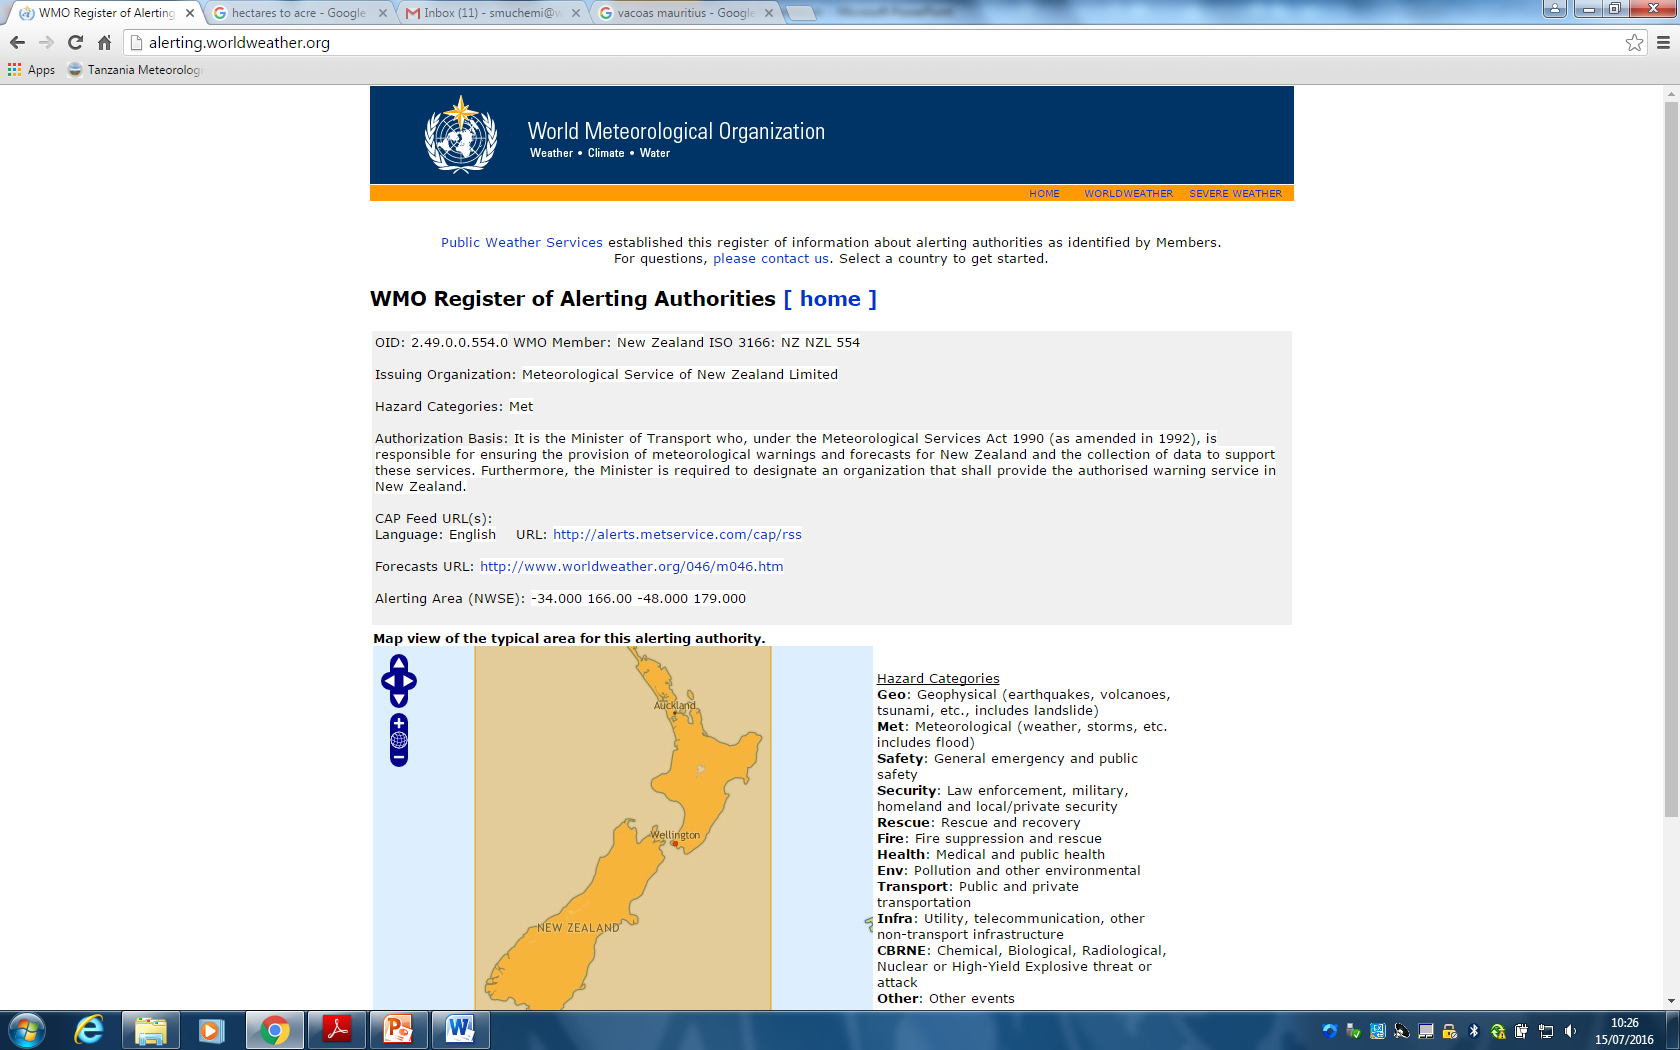 WMO Register of Alerting
hectares to acre - Google
Inbox (11) - smuchemi@w
vacoas mauritius - Google
alerting.worldweather.org
Apps
Tanzania Meteorologi
World Meteorological Organization
Weather • Climate • Water
HOME WORLDWEATHER SEVERE WEATHER
Public Weather Services established this register of information about alerting authorities as identified by Members.
For questions, please contact us. Select a country to get started.
WMO Register of Alerting Authorities [ home ]
OID: 2.49.0.0.554.0 WMO Member: New Zealand ISO 3166: NZ NZL 554
Issuing Organization: Meteorological Service of New Zealand Limited
Hazard Categories: Met
Authorization Basis: It is the Minister of Transport who, under the Meteorological Services Act 1990 (as amended in 1992), is
responsible for ensuring the provision of meteorological warnings and forecasts for New Zealand and the collection of data to support
these services. Furthermore, the Minister is required to designate an organization that shall provide the authorised warning service in
New Zealand.
CAP Feed URL(s):
Language: English URL: http://alerts.metservice.com/cap/rss
Forecasts URL: http://www.worldweather.org/046/m046.htm
Alerting Area (NWSE): -34.000 166.00 -48.000 179.000
Map view of the typical area for this alerting authority.
Auckland
Wellington
NEW ZEALAND
Hazard Categories
Geo: Geophysical (earthquakes, volcanoes,
tsunami, etc., includes landslide)
Met: Meteorological (weather, storms, etc.
includes flood)
Safety: General emergency and public
safety
Security: Law enforcement, military,
homeland and local/private security
Rescue: Rescue and recovery
Fire: Fire suppression and rescue
Health: Medical and public health
Env: Pollution and other environmental
Transport: Public and private
transportation
Infra: Utility, telecommunication, other
non-transport infrastructure
CBRNE: Chemical, Biological, Radiological,
Nuclear or High-Yield Explosive threat or
attack
Other: Other events
10:26
15/07/2016